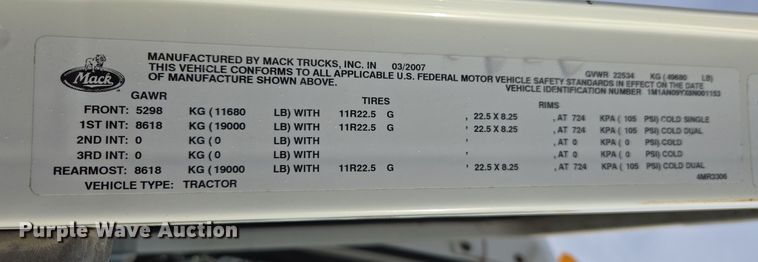 Mack
MANUFACTURED BY MACK TRUCKS, INC. IN 03/2007 GVWR 22534 KG (49680 LB)
THIS VEHICLE CONFORMS TO ALL APPLICABLE U.S. FEDERAL MOTOR VEHICLE SAFETY STANDARDS IN EFFECT ON THE DATE
OF MANUFACTURE SHOWN ABOVE. VEHICLE IDENTIFICATION NUMBER 1M1AN09YX8N001153
GAWR TIRES RIMS
FRONT: 5298 KG (11680 LB) WITH 11R22.5 G , 22.5 X 8.25 , AT 724 KPA ( 105 PSI) COLD SINGLE
1ST INT: 8618 KG (19000 LB) WITH 11R22.5 G , 22.5 X 8.25 , AT 724 KPA ( 105 PSI) COLD DUAL
2ND INT: 0 KG (0 LB) WITH , , AT 0 KPA ( 0 PSI) COLD
3RD INT: 0 KG (0 LB) WITH , , AT 0 KPA ( 0 PSI) COLD
REARMOST: 8618 KG (19000 LB) WITH 11R22.5 G , 22.5 X 8.25 , AT 724 KPA ( 105 PSI) COLD DUAL
VEHICLE TYPE: TRACTOR 4MR3306
Purple Wave Auction